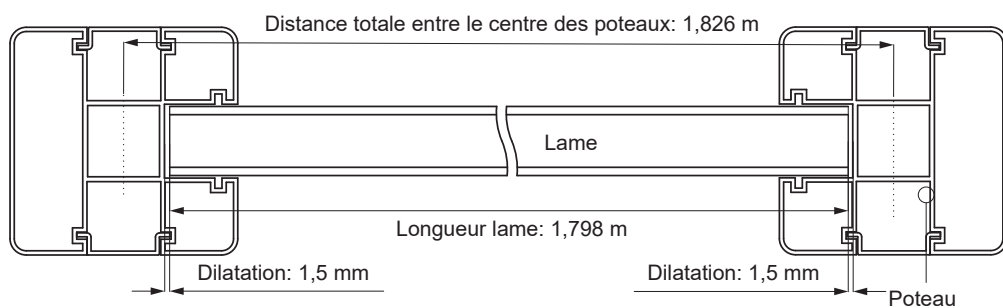 Distance totale entre le centre des poteaux: 1,826 m
Lame
Longueur lame: 1,798 m
Dilatation: 1,5 mm
Dilatation: 1,5 mm
Poteau